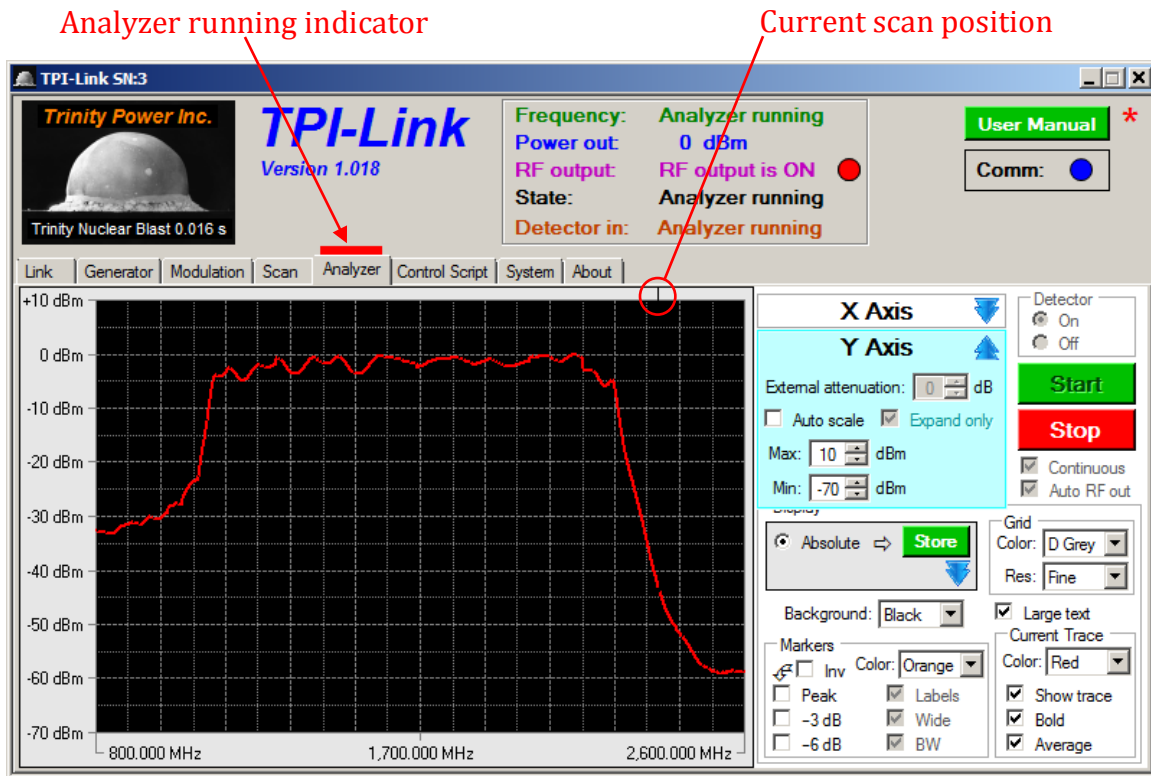 Analyzer running indicator
Current scan position
TPI-Link SN:3
Trinity Power Inc.
Trinity Nuclear Blast 0.016 s
TPI-Link
Version 1.018
Frequency: Analyzer running
Power out: 0 dBm
RF output: RF output is ON
State: Analyzer running
Detector in: Analyzer running
User Manual *
Comm:
Link Generator Modulation Scan Analyzer Control Script System About
+10 dBm
0 dBm
-10 dBm
-20 dBm
-30 dBm
-40 dBm
-50 dBm
-60 dBm
-70 dBm
800.000 MHz 1,700.000 MHz 2,600.000 MHz
X Axis
Y Axis
External attenuation: 0 dB
Auto scale Expand only
Max: 10 dBm
Min: -70 dBm
Detector
On
Off
Start
Stop
Continuous
Auto RF out
Display
Absolute ⇨ Store
Background: Black
Grid
Color: D Grey
Res: Fine
Large text
Markers
Inv Color: Orange
Peak Labels
-3 dB Wide
-6 dB BW
Current Trace
Color: Red
Show trace
Bold
Average